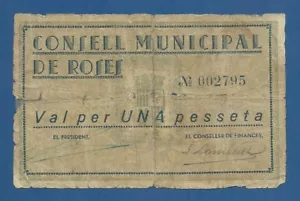 CONSELL MUNICIPAL
DE ROSES
Nº 002795
Val per UNA pesseta
EL PRESIDENT,
EL CONSELLER DE FINANCES,